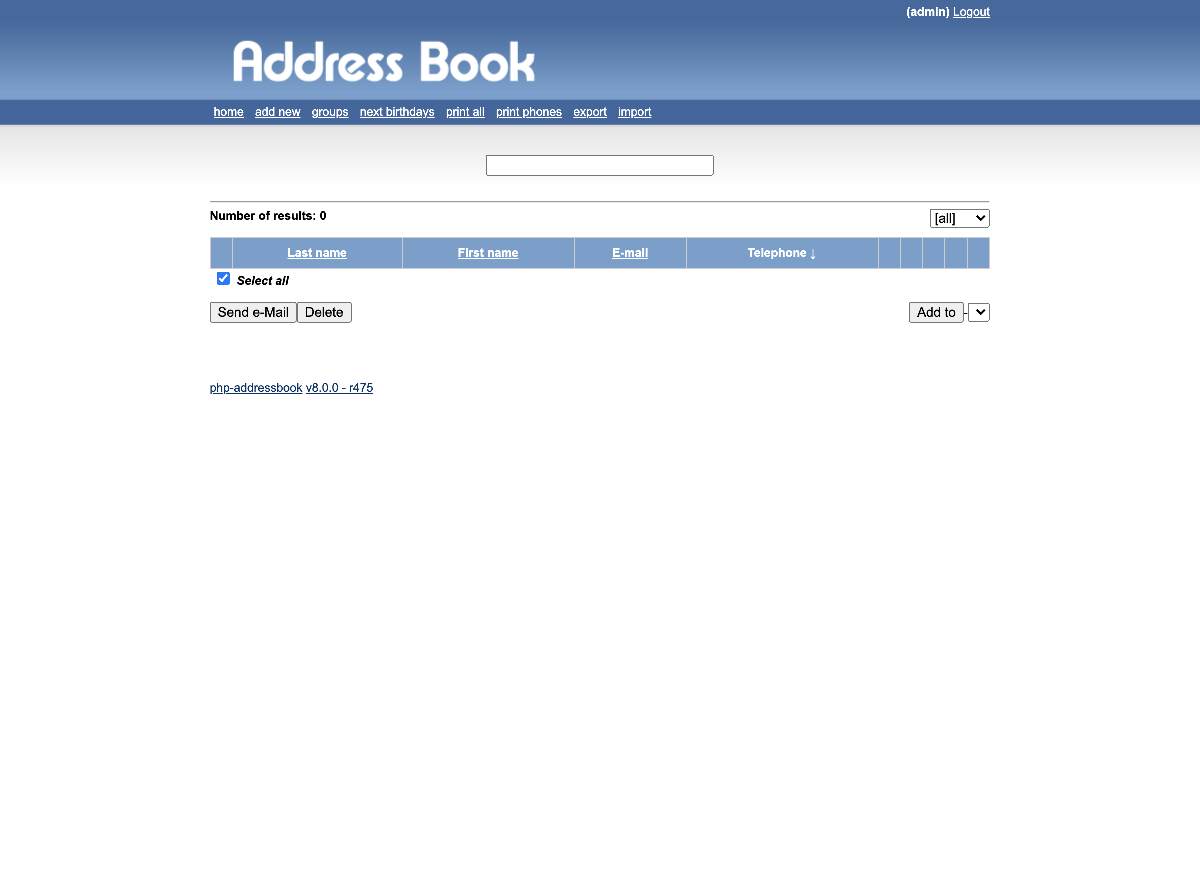 (admin) Logout
Address Book
home add new groups next birthdays print all print phones export import
Number of results: 0
[all]
Last name First name E-mail Telephone ↓
Select all
Send e-Mail Delete Add to -
php-addressbook v8.0.0 - r475